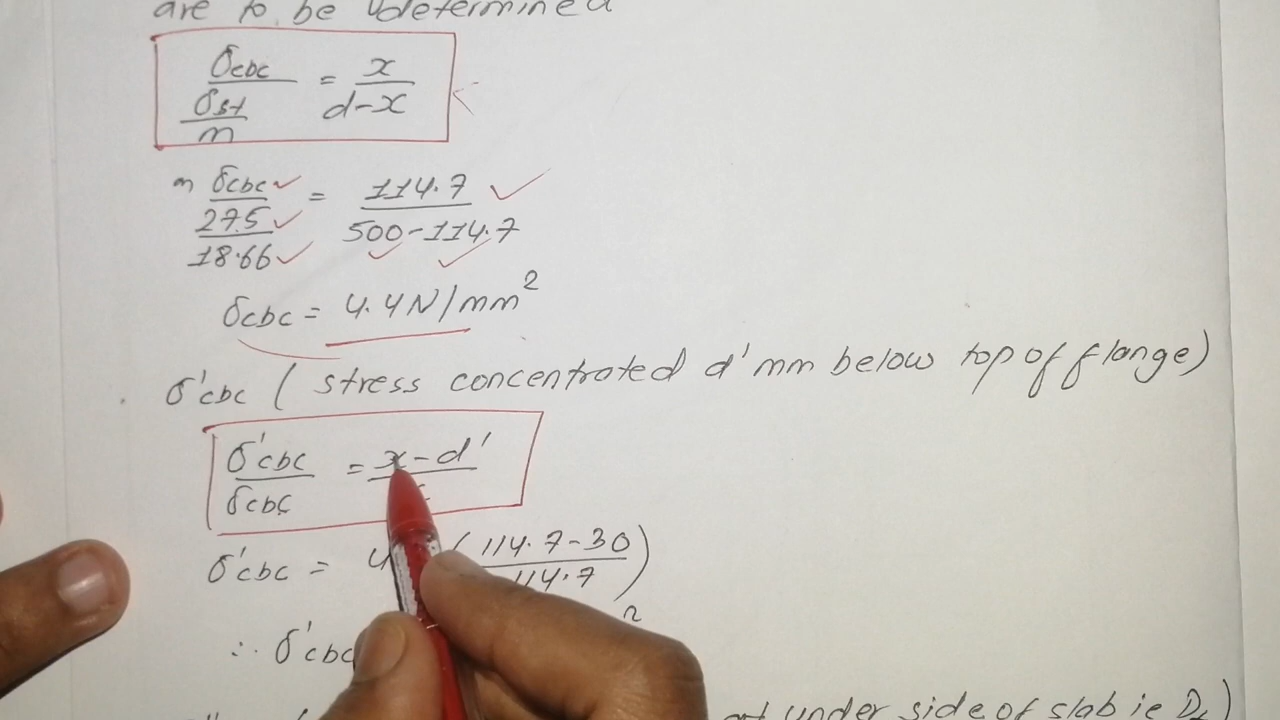 are to be determined
σcbc / (σst / m) = x / (d-x)
m σcbc / (275 / 18.66) = 114.7 / (500-114.7)
σcbc = 4.4 N/mm²
σ'cbc ( stress concentrated d' mm below top of flange)
σ'cbc / σcbc = x-d'
σ'cbc = 4 (114.7-30 / 114.7)
∴ σ'cbc
under side of slab ie Df)